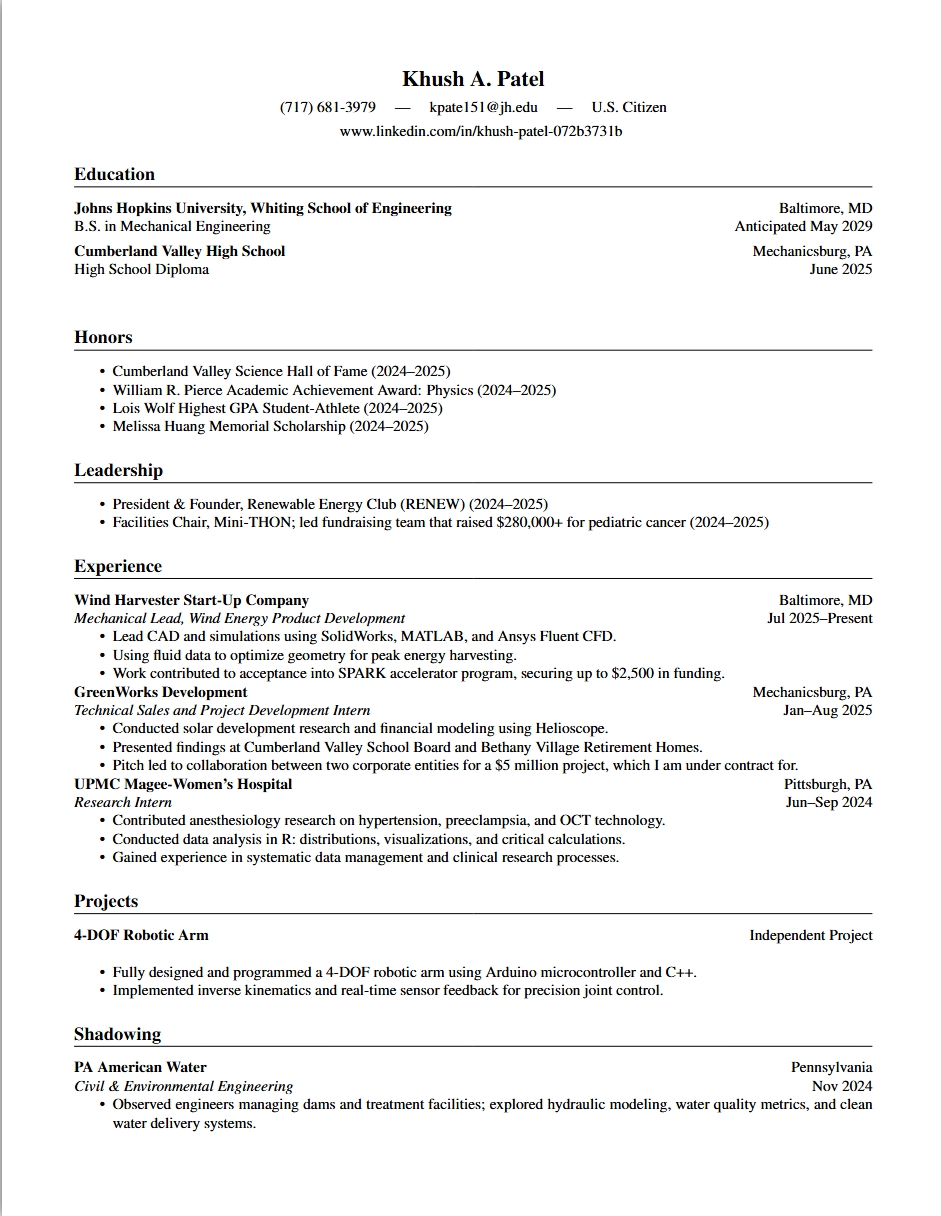 Khush A. Patel
(717) 681-3979 — kpate151@jh.edu — U.S. Citizen
www.linkedin.com/in/khush-patel-072b3731b
Education
Johns Hopkins University, Whiting School of Engineering Baltimore, MD
B.S. in Mechanical Engineering Anticipated May 2029
Cumberland Valley High School Mechanicsburg, PA
High School Diploma June 2025
Honors
• Cumberland Valley Science Hall of Fame (2024–2025)
• William R. Pierce Academic Achievement Award: Physics (2024–2025)
• Lois Wolf Highest GPA Student-Athlete (2024–2025)
• Melissa Huang Memorial Scholarship (2024–2025)
Leadership
• President & Founder, Renewable Energy Club (RENEW) (2024–2025)
• Facilities Chair, Mini-THON; led fundraising team that raised $280,000+ for pediatric cancer (2024–2025)
Experience
Wind Harvester Start-Up Company Baltimore, MD
Mechanical Lead, Wind Energy Product Development Jul 2025–Present
• Lead CAD and simulations using SolidWorks, MATLAB, and Ansys Fluent CFD.
• Using fluid data to optimize geometry for peak energy harvesting.
• Work contributed to acceptance into SPARK accelerator program, securing up to $2,500 in funding.
GreenWorks Development Mechanicsburg, PA
Technical Sales and Project Development Intern Jan–Aug 2025
• Conducted solar development research and financial modeling using Helioscope.
• Presented findings at Cumberland Valley School Board and Bethany Village Retirement Homes.
• Pitch led to collaboration between two corporate entities for a $5 million project, which I am under contract for.
UPMC Magee-Women's Hospital Pittsburgh, PA
Research Intern Jun–Sep 2024
• Contributed anesthesiology research on hypertension, preeclampsia, and OCT technology.
• Conducted data analysis in R: distributions, visualizations, and critical calculations.
• Gained experience in systematic data management and clinical research processes.
Projects
4-DOF Robotic Arm Independent Project
• Fully designed and programmed a 4-DOF robotic arm using Arduino microcontroller and C++.
• Implemented inverse kinematics and real-time sensor feedback for precision joint control.
Shadowing
PA American Water Pennsylvania
Civil & Environmental Engineering Nov 2024
• Observed engineers managing dams and treatment facilities; explored hydraulic modeling, water quality metrics, and clean
water delivery systems.